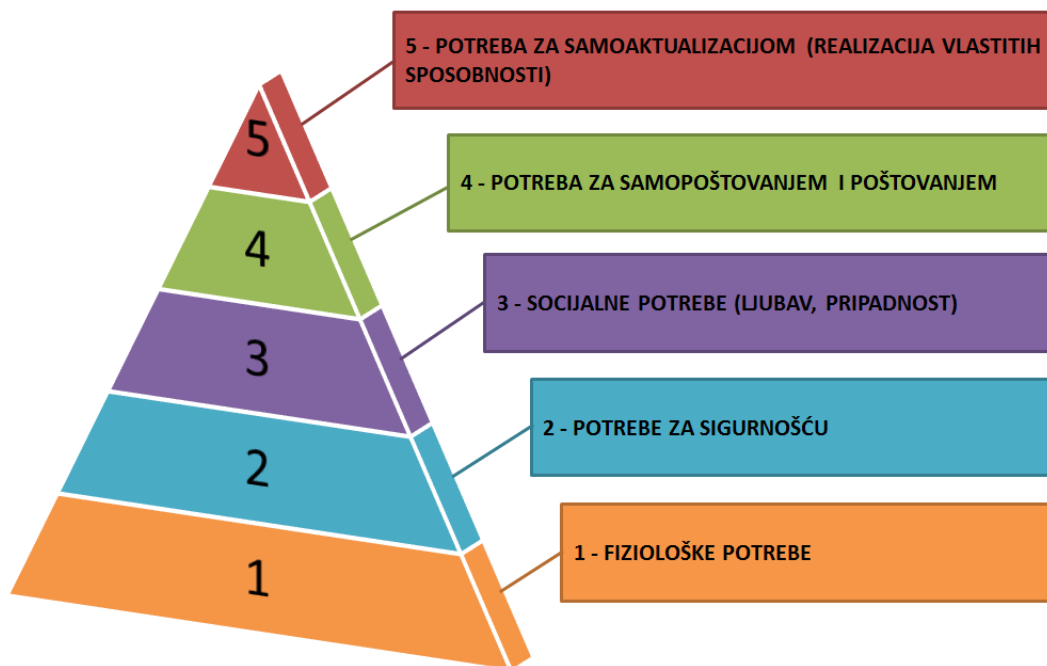 5 - POTREBA ZA SAMOAKTUALIZACIJOM (REALIZACIJA VLASTITIH
SPOSOBNOSTI)
5
4 - POTREBA ZA SAMOPOŠTOVANJEM I POŠTOVANJEM
4
3 - SOCIJALNE POTREBE (LJUBAV, PRIPADNOST)
3
2 - POTREBE ZA SIGURNOŠĆU
2
1 - FIZIOLOŠKE POTREBE
1